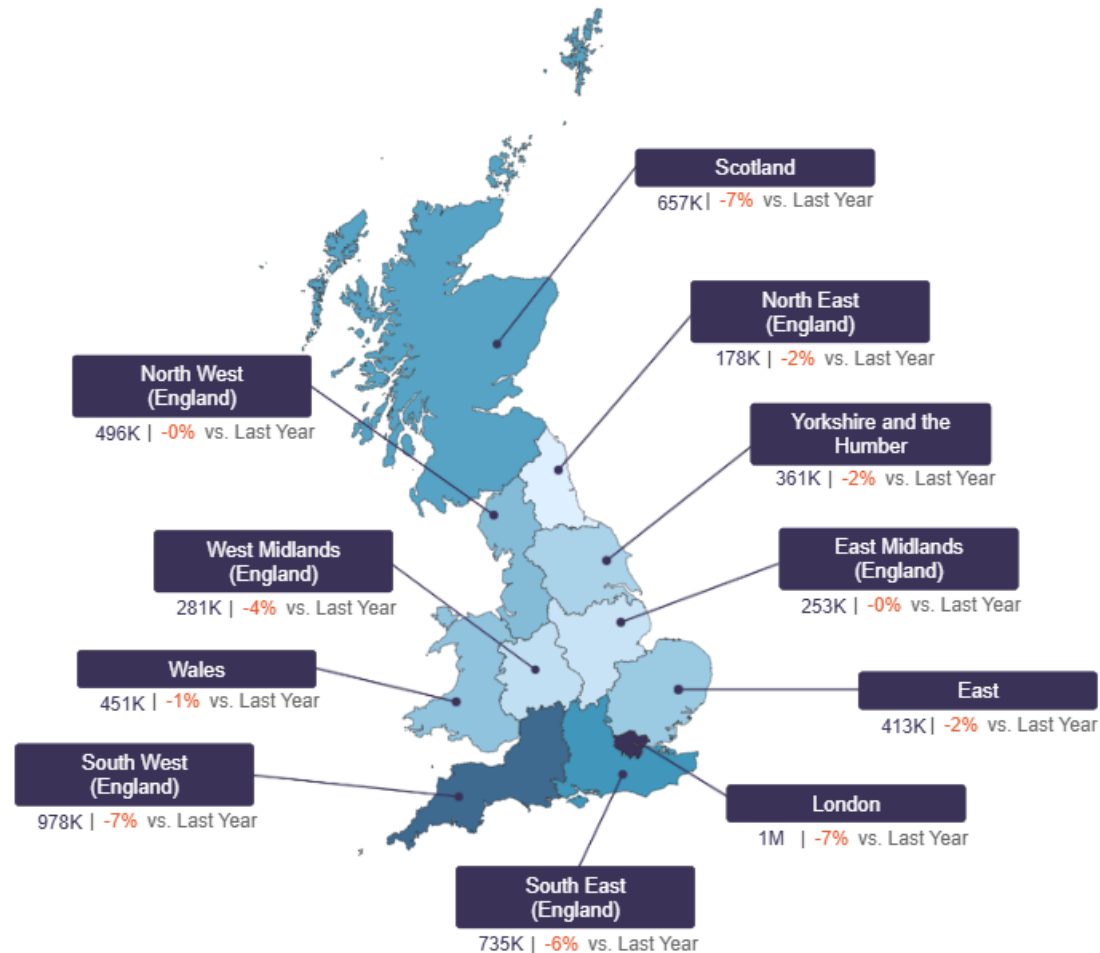 Scotland
657K | -7% vs. Last Year
North East
(England)
178K | -2% vs. Last Year
North West
(England)
496K | -0% vs. Last Year
Yorkshire and the
Humber
361K | -2% vs. Last Year
West Midlands
(England)
281K | -4% vs. Last Year
East Midlands
(England)
253K | -0% vs. Last Year
Wales
451K | -1% vs. Last Year
East
413K | -2% vs. Last Year
South West
(England)
978K | -7% vs. Last Year
London
1M | -7% vs. Last Year
South East
(England)
735K | -6% vs. Last Year